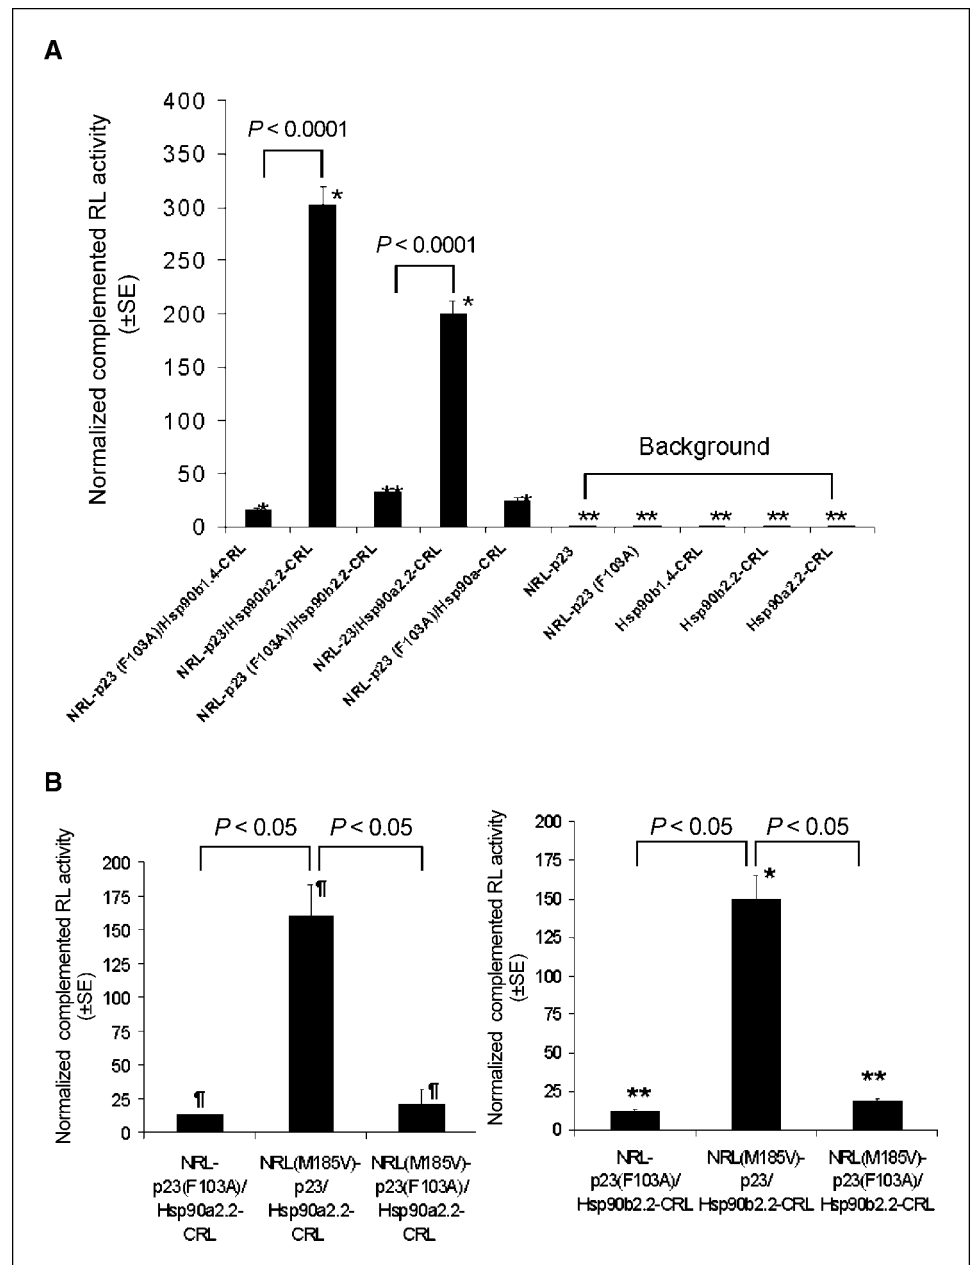 A
Normalized complemented RL activity
(±SE)
400
350
300
250
200
150
100
50
0
P < 0.0001
P < 0.0001
*
*
*
**
*
Background
**
**
**
**
**
NRL-p23 (F103A)/Hsp90b1.4-CRL
NRL-p23/Hsp90b2.2-CRL
NRL-p23 (F103A)/Hsp90b2.2-CRL
NRL-23/Hsp90a2.2-CRL
NRL-p23 (F103A)/Hsp90a-CRL
NRL-p23
NRL-p23 (F103A)
Hsp90b1.4-CRL
Hsp90b2.2-CRL
Hsp90a2.2-CRL
B
Normalized complemented RL activity
(±SE)
200
175
150
125
100
75
50
25
0
P < 0.05
P < 0.05
¶
¶
¶
NRL-
p23(F103A)/
Hsp90a2.2-
CRL
NRL(M185V)-
p23/
Hsp90a2.2-
CRL
NRL(M185V)-
p23(F103A)/
Hsp90a2.2-
CRL
Normalized complemented RL activity
(±SE)
200
175
150
125
100
75
50
25
0
P < 0.05
P < 0.05
**
*
**
NRL-
p23(F103A)/
Hsp90b2.2-CRL
NRL(M185V)-
p23/
Hsp90b2.2-CRL
NRL(M185V)-
p23(F103A)/
Hsp90b2.2-CRL